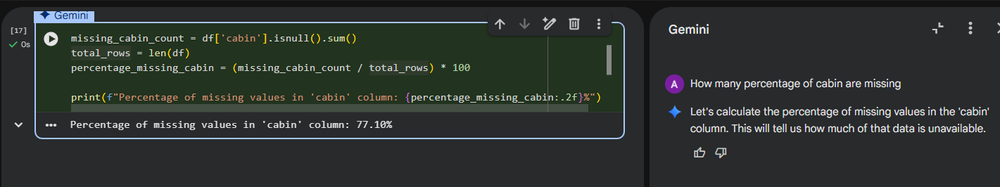 Gemini
[17]
0s
missing_cabin_count = df['cabin'].isnull().sum()
total_rows = len(df)
percentage_missing_cabin = (missing_cabin_count / total_rows) * 100
print(f"Percentage of missing values in 'cabin' column: {percentage_missing_cabin:.2f}%")
Percentage of missing values in 'cabin' column: 77.10%
Gemini
A
How many percentage of cabin are missing
Let's calculate the percentage of missing values in the 'cabin'
column. This will tell us how much of that data is unavailable.